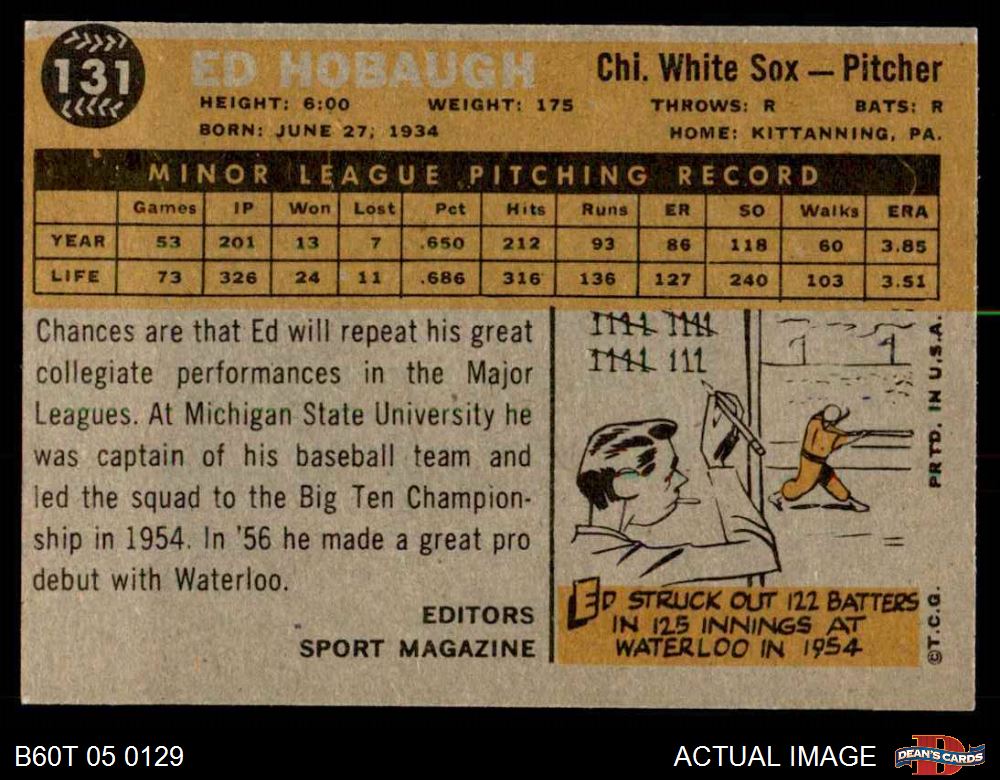 131
ED HOBAUGH
Chi. White Sox — Pitcher
HEIGHT: 6:00 WEIGHT: 175 THROWS: R BATS: R
BORN: JUNE 27, 1934 HOME: KITTANNING, PA.
MINOR LEAGUE PITCHING RECORD
Games IP Won Lost Pct Hits Runs ER SO Walks ERA
YEAR 53 201 13 7 .650 212 93 86 118 60 3.85
LIFE 73 326 24 11 .686 316 136 127 240 103 3.51
Chances are that Ed will repeat his great
collegiate performances in the Major
Leagues. At Michigan State University he
was captain of his baseball team and
led the squad to the Big Ten Champion-
ship in 1954. In '56 he made a great pro
debut with Waterloo.
EDITORS
SPORT MAGAZINE
ED STRUCK OUT 122 BATTERS
IN 125 INNINGS AT
WATERLOO IN 1954
©T.C.G. PRT'D. IN U.S.A.
B60T 05 0129
ACTUAL IMAGE
DEAN'S CARDS